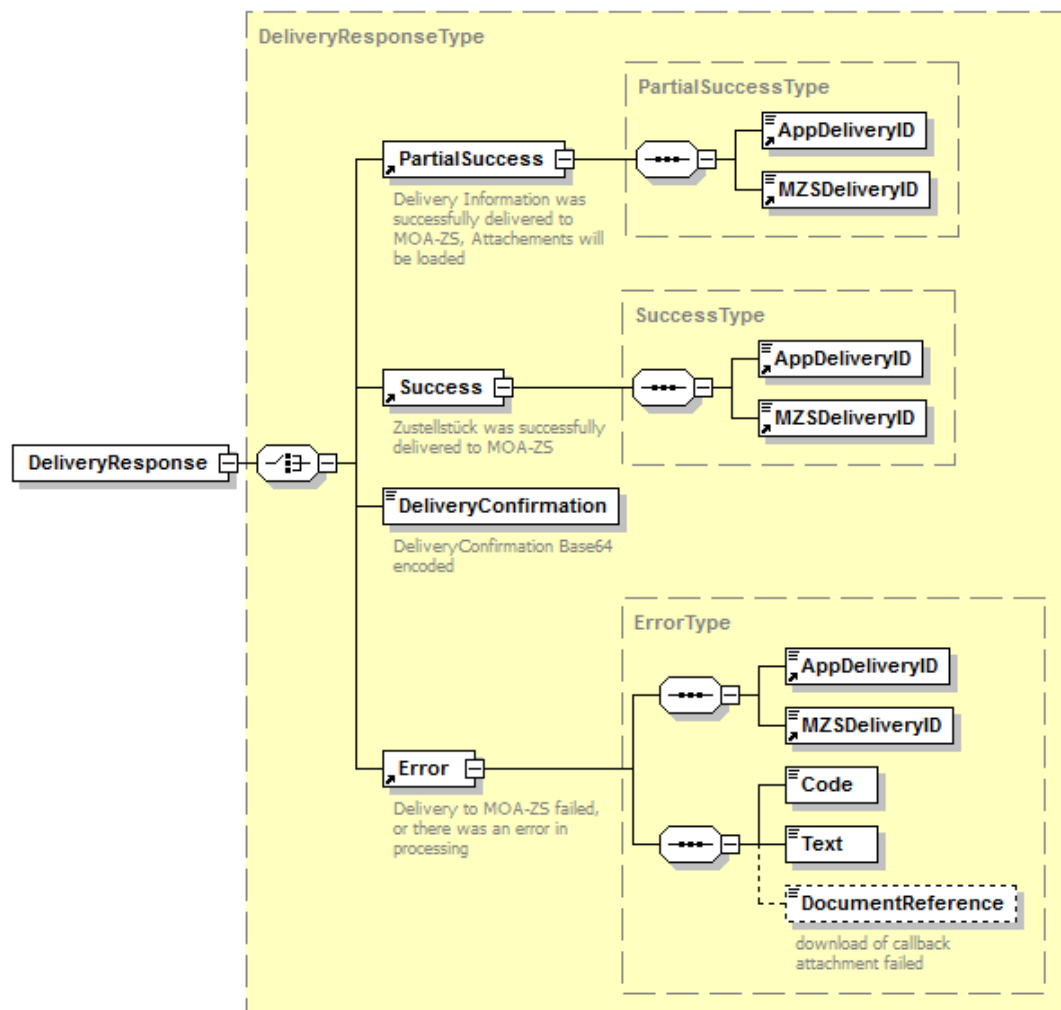 DeliveryResponseType
PartialSuccessType
AppDeliveryID
PartialSuccess
MZSDeliveryID
Delivery Information was
successfully delivered to
MOA-ZS, Attachements will
be loaded
SuccessType
AppDeliveryID
Success
MZSDeliveryID
Zustellstück was successfully
delivered to MOA-ZS
DeliveryResponse
DeliveryConfirmation
DeliveryConfirmation Base64
encoded
ErrorType
AppDeliveryID
MZSDeliveryID
Error
Code
Delivery to MOA-ZS failed,
or there was an error in
processing
Text
DocumentReference
download of callback
attachment failed